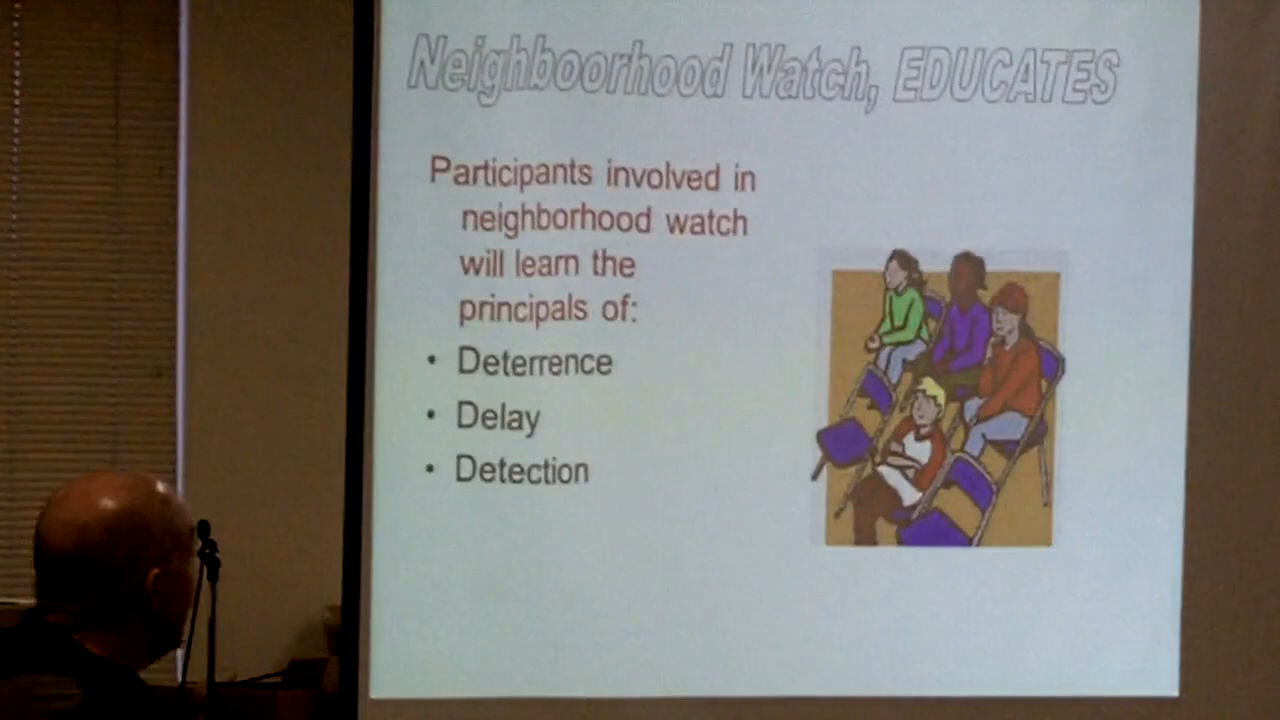 Neighboorhood Watch, EDUCATES
Participants involved in
neighborhood watch
will learn the
principals of:
• Deterrence
• Delay
• Detection